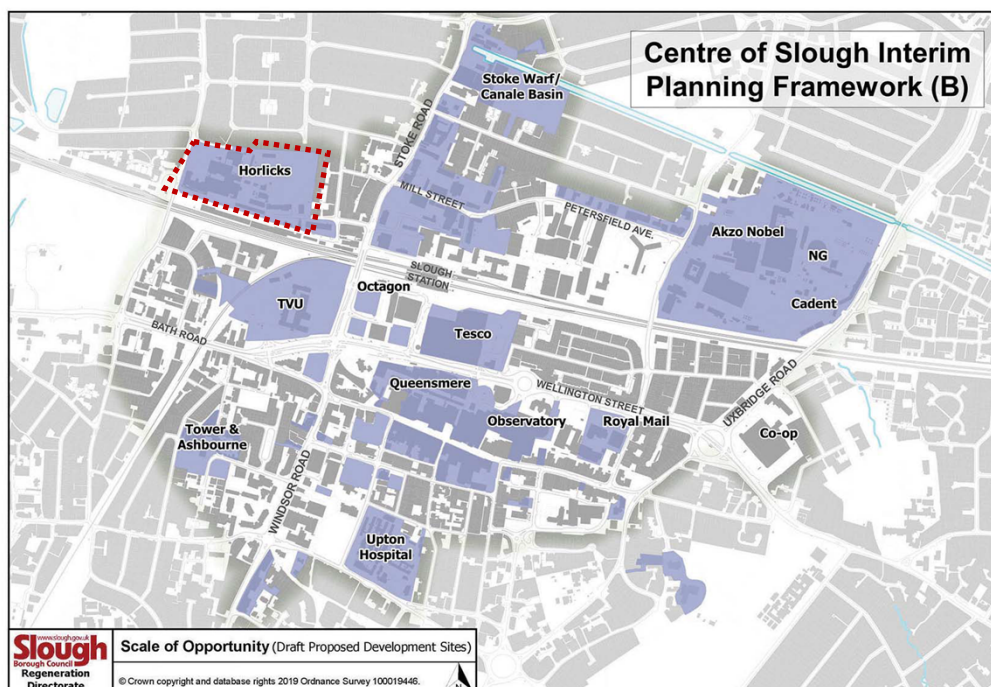 Centre of Slough Interim
Planning Framework (B)
Stoke Warf/
Canale Basin
STOKE ROAD
Horlicks
MILL STREET
PETERSFIELD AVE.
Akzo Nobel
NG
SLOUGH
STATION
Octagon
TVU
Cadent
Tesco
BATH ROAD
Queensmere
WELLINGTON STREET
UXBRIDGE ROAD
Observatory
Royal Mail
Tower &
Ashbourne
Co-op
WINDSOR ROAD
Upton
Hospital
www.slough.gov.uk
Slough
Borough Council
Regeneration
Directorate
Scale of Opportunity (Draft Proposed Development Sites)
© Crown copyright and database rights 2019 Ordnance Survey 100019446.